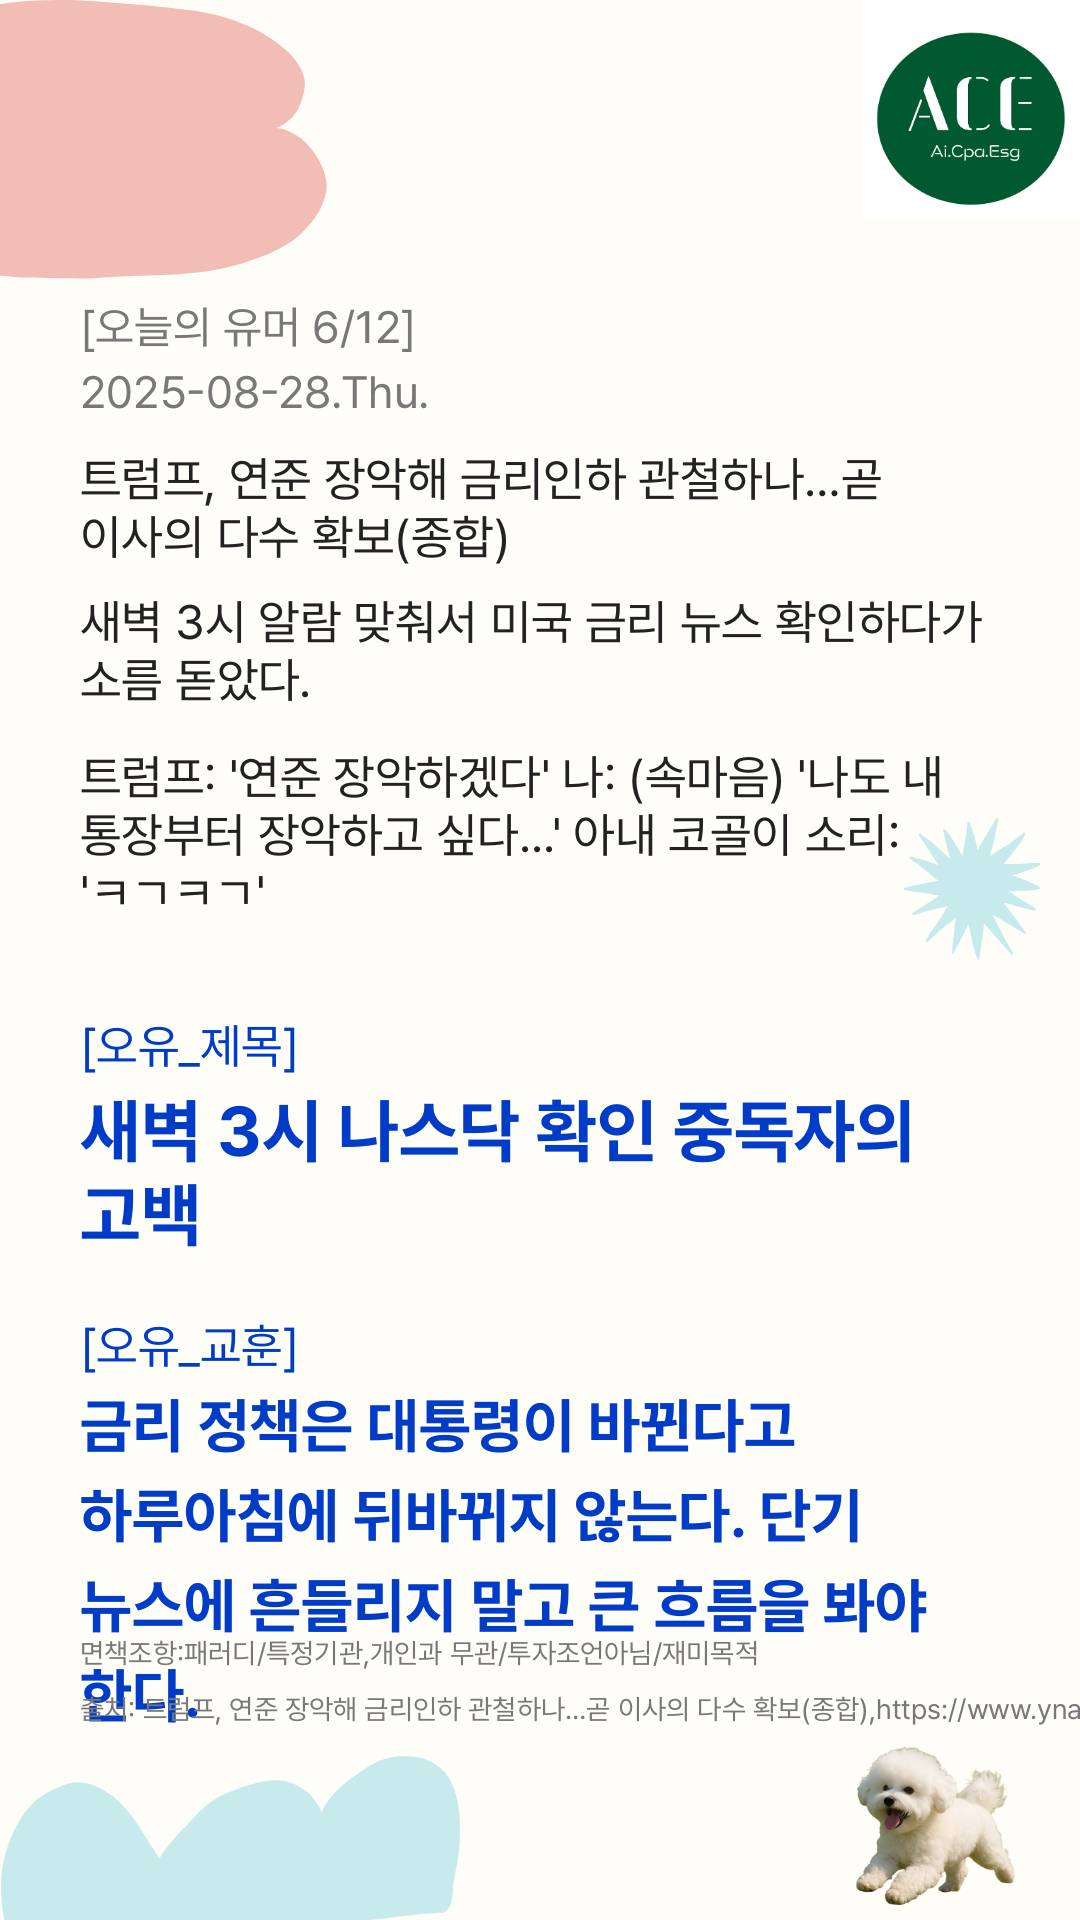 ACE
Ai.Cpa.Esg
[오늘의 유머 6/12]
2025-08-28.Thu.
트럼프, 연준 장악해 금리인하 관철하나…곧
이사의 다수 확보(종합)
새벽 3시 알람 맞춰서 미국 금리 뉴스 확인하다가
소름 돋았다.
트럼프: '연준 장악하겠다' 나: (속마음) '나도 내
통장부터 장악하고 싶다...' 아내 코골이 소리:
'ㅋㄱㅋㄱ'
[오유_제목]
새벽 3시 나스닥 확인 중독자의
고백
[오유_교훈]
금리 정책은 대통령이 바뀐다고
하루아침에 뒤바뀌지 않는다. 단기
뉴스에 흔들리지 말고 큰 흐름을 봐야
한다.
면책조항:패러디/특정기관,개인과 무관/투자조언아님/재미목적
출처: 트럼프, 연준 장악해 금리인하 관철하나…곧 이사의 다수 확보(종합),https://www.yna